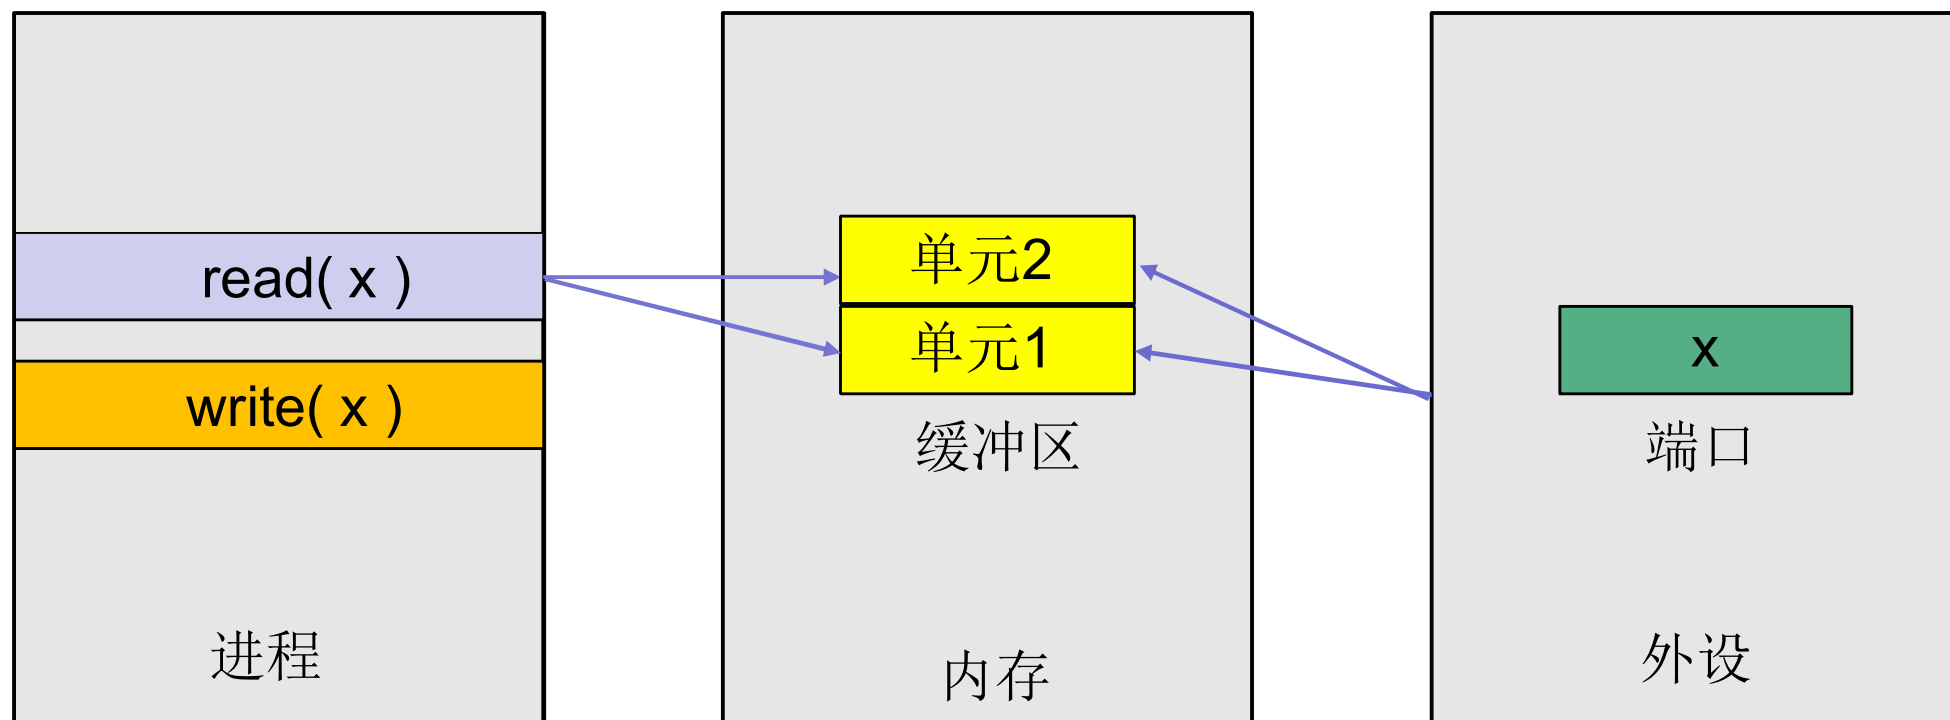 read( x )
write( x )
进程
单元2
单元1
缓冲区
内存
x
端口
外设